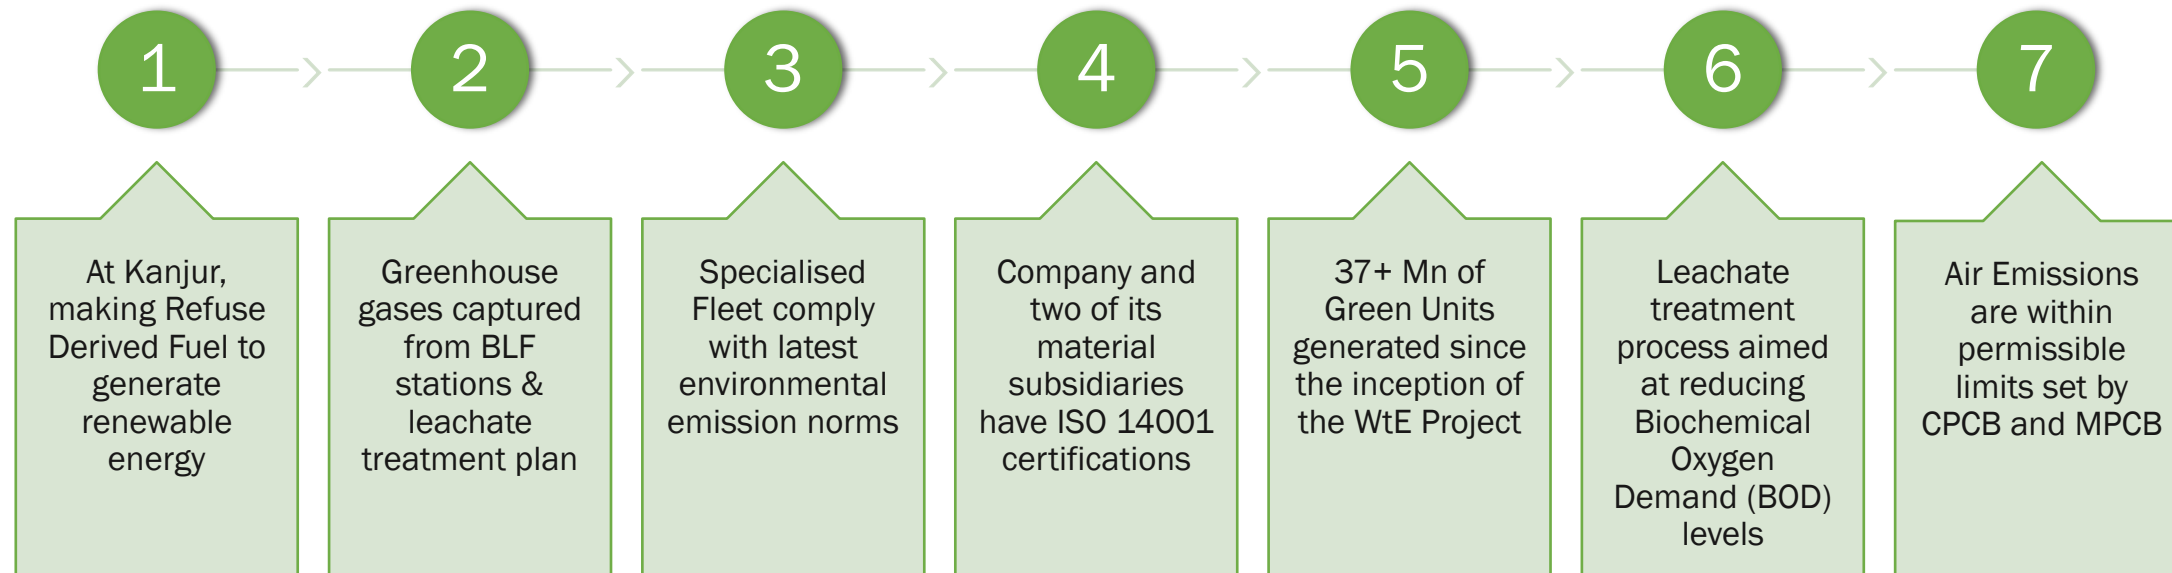 1
2
3
4
5
6
7
At Kanjur,
making Refuse
Derived Fuel to
generate
renewable
energy
Greenhouse
gases captured
from BLF
stations &
leachate
treatment plan
Specialised
Fleet comply
with latest
environmental
emission norms
Company and
two of its
material
subsidiaries
have ISO 14001
certifications
37+ Mn of
Green Units
generated since
the inception of
the WtE Project
Leachate
treatment
process aimed
at reducing
Biochemical
Oxygen
Demand (BOD)
levels
Air Emissions
are within
permissible
limits set by
CPCB and MPCB